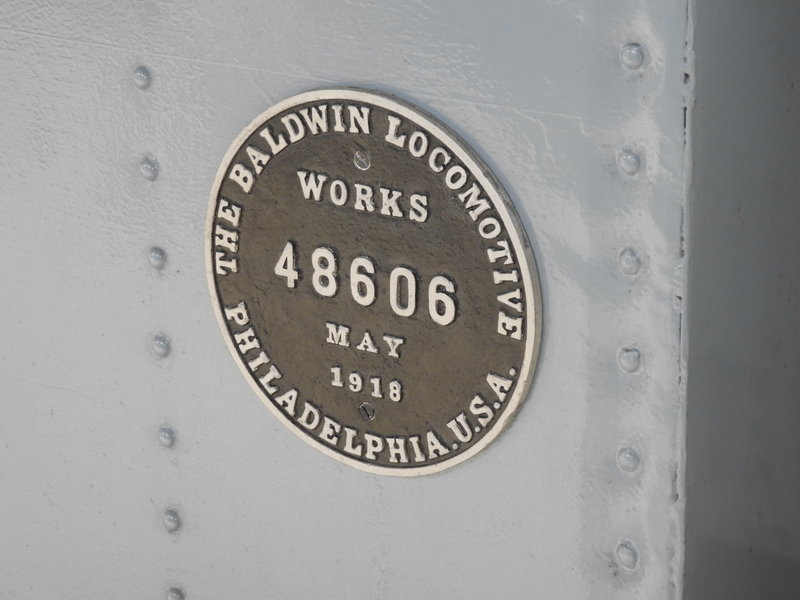 THE BALDWIN LOCOMOTIVE
WORKS
48606
MAY
1918
PHILADELPHIA.U.S.A.